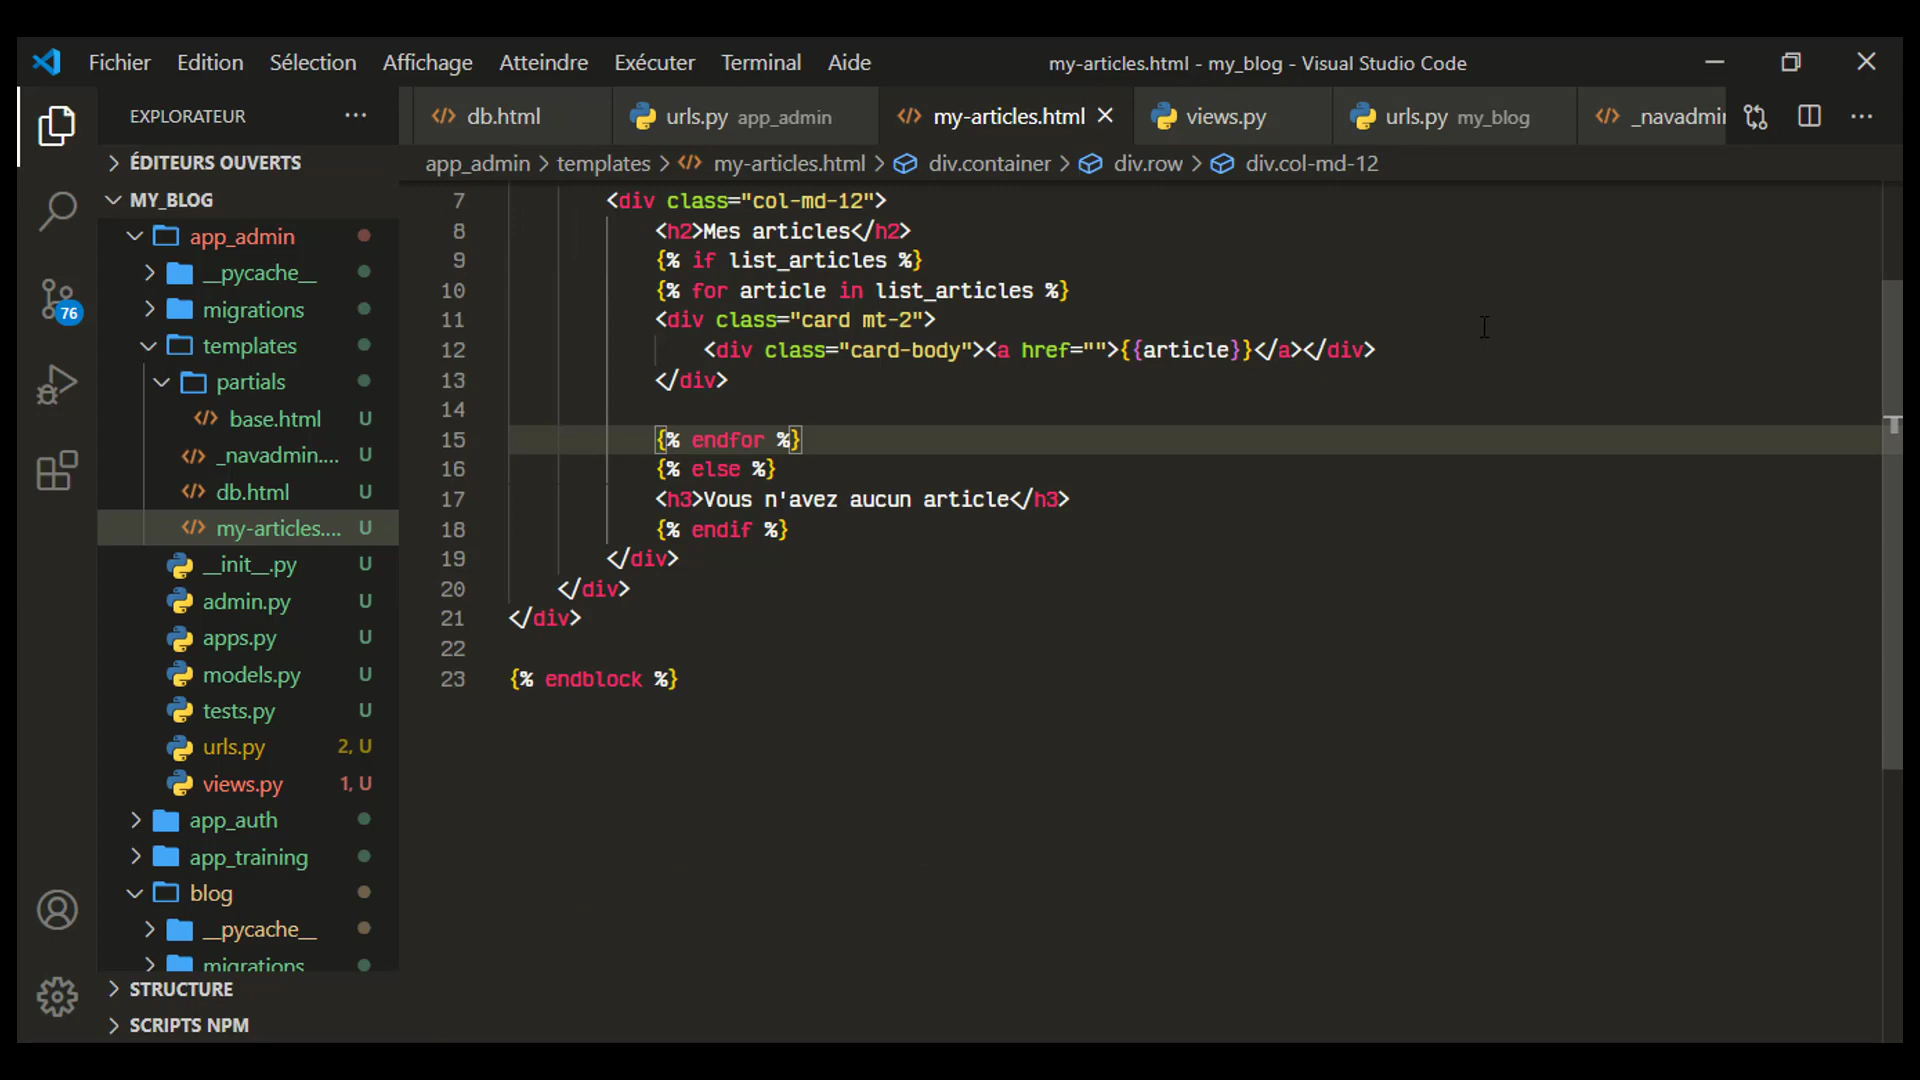 Fichier Edition Sélection Affichage Atteindre Exécuter Terminal Aide my-articles.html - my_blog - Visual Studio Code
EXPLORATEUR ···
db.html urls.py app_admin my-articles.html views.py urls.py my_blog _navadmin
app_admin > templates > my-articles.html > div.container > div.row > div.col-md-12
ÉDITEURS OUVERTS
MY_BLOG
app_admin
__pycache__
migrations
templates
partials
base.html U
_navadmin.... U
db.html U
my-articles.... U
__init__.py U
admin.py U
apps.py U
models.py U
tests.py U
urls.py 2, U
views.py 1, U
app_auth
app_training
blog
__pycache__
migrations
STRUCTURE
SCRIPTS NPM
76
7 <div class="col-md-12">
8 <h2>Mes articles</h2>
9 {% if list_articles %}
10 {% for article in list_articles %}
11 <div class="card mt-2">
12 <div class="card-body"><a href="">{{article}}</a></div>
13 </div>
14
15 {% endfor %}
16 {% else %}
17 <h3>Vous n'avez aucun article</h3>
18 {% endif %}
19 </div>
20 </div>
21 </div>
22
23 {% endblock %}